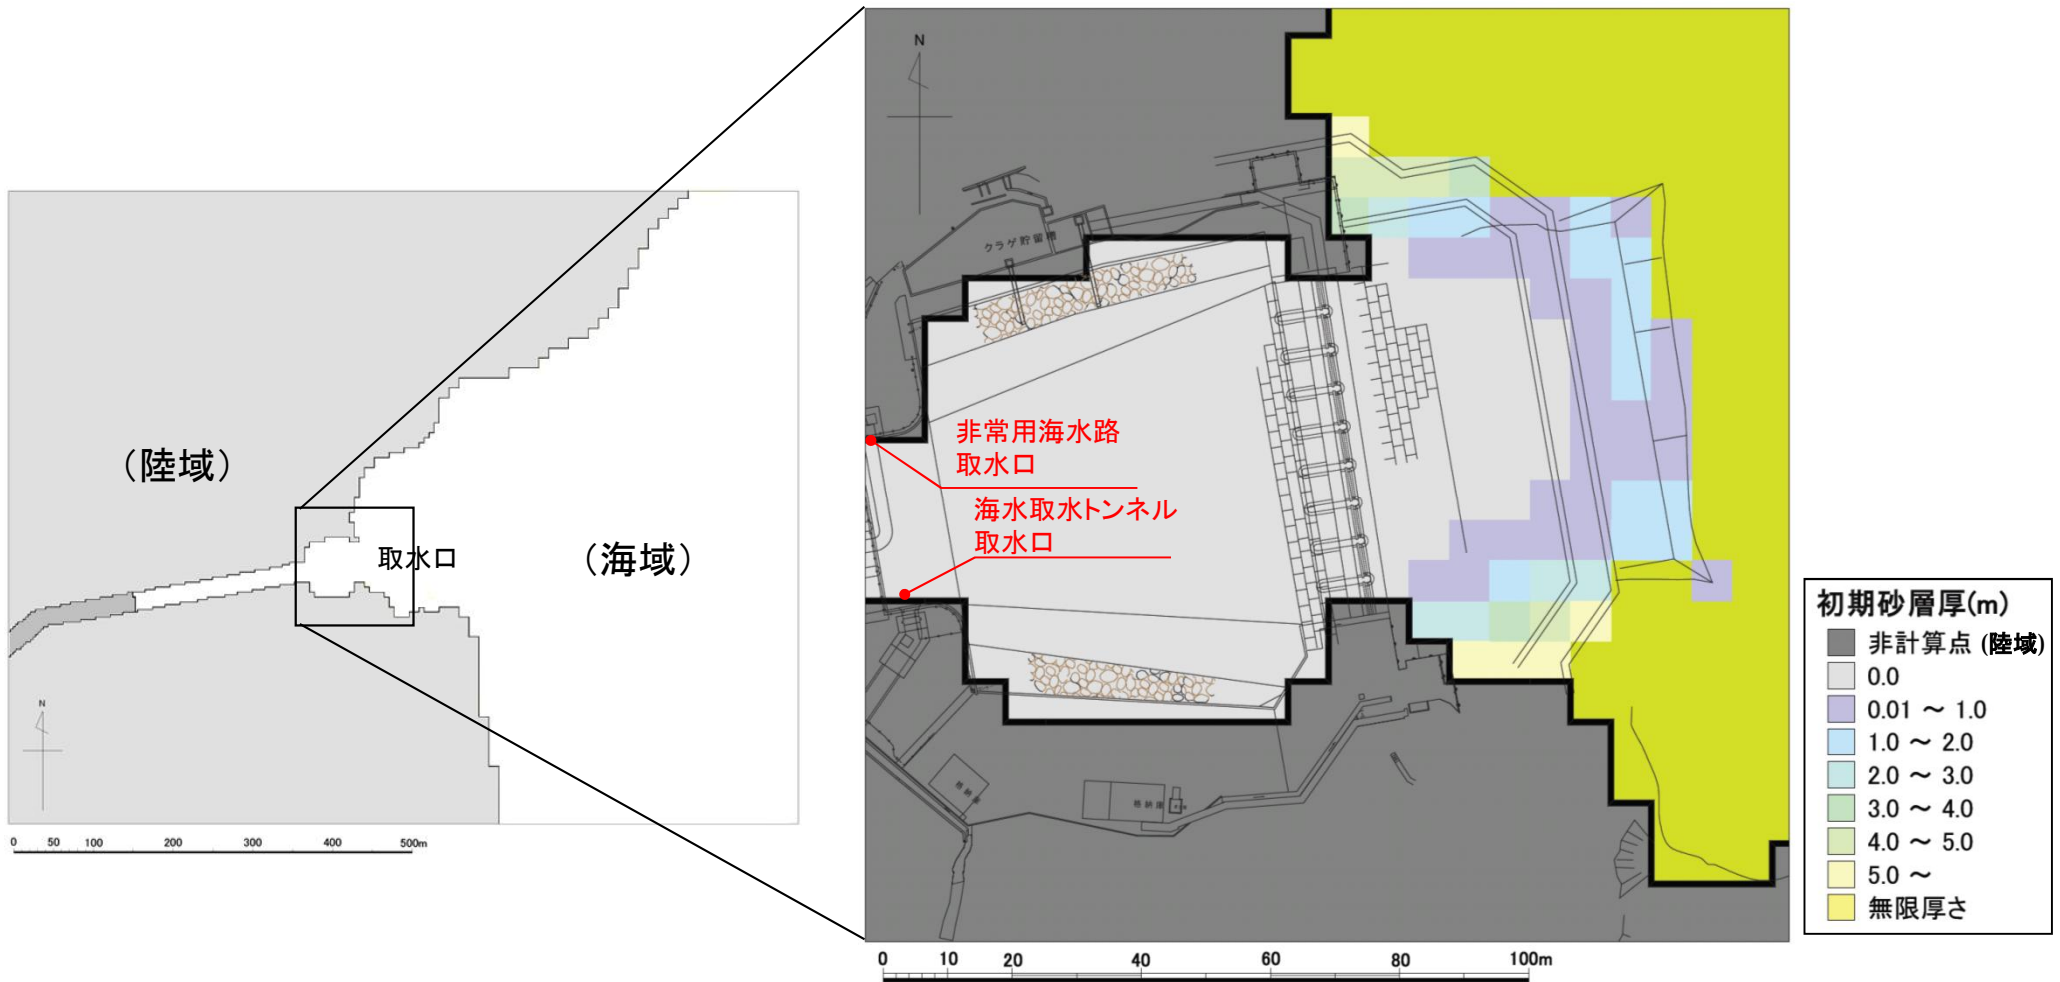 (陸域)
取水口
(海域)
N
0 50 100 200 300 400 500m
N
クラゲ貯留槽
非常用海水路
取水口
海水取水トンネル
取水口
格納庫
0 10 20 40 60 80 100m
初期砂層厚(m)
非計算点 (陸域)
0.0
0.01 ～ 1.0
1.0 ～ 2.0
2.0 ～ 3.0
3.0 ～ 4.0
4.0 ～ 5.0
5.0 ～
無限厚さ